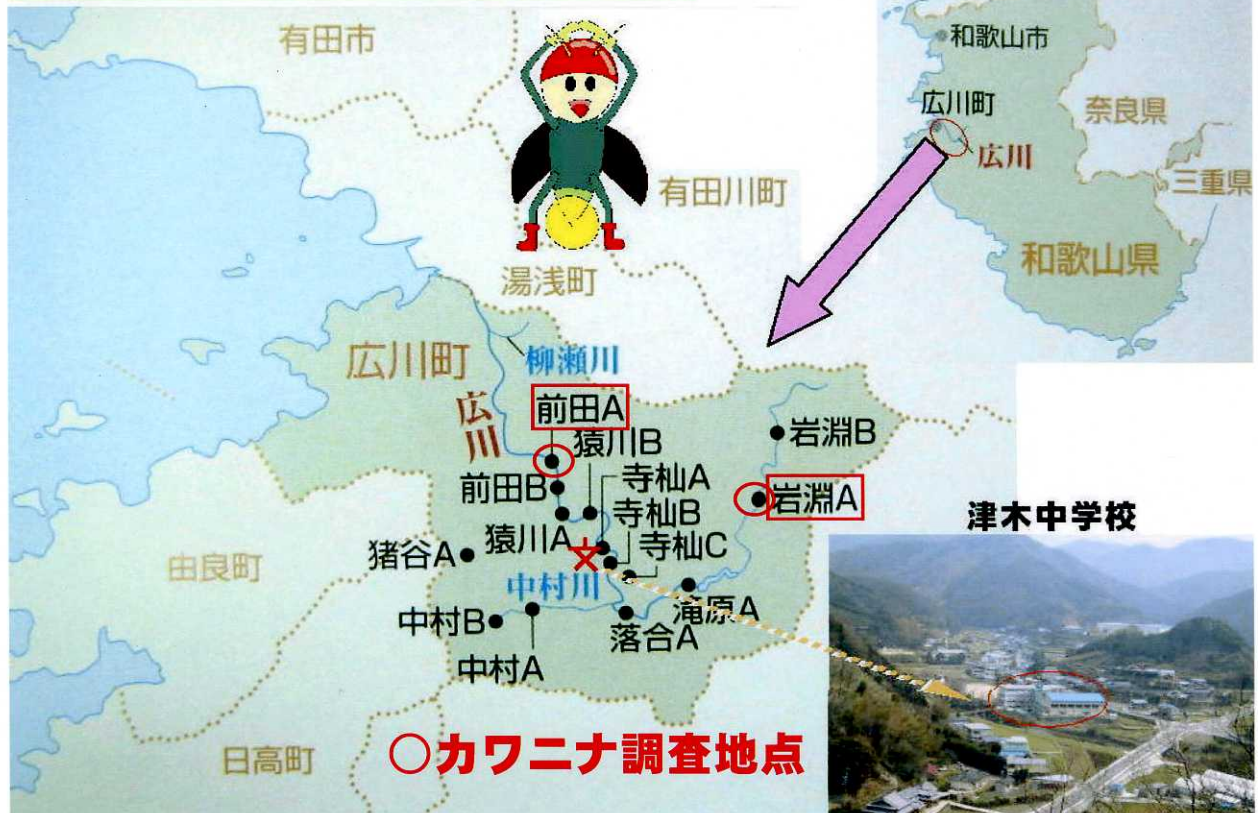 有田市
和歌山市
広川町
奈良県
広川
三重県
和歌山県
有田川町
湯浅町
広川町
柳瀬川
広川
前田A
猿川B
岩淵B
前田B
寺杣A
岩淵A
寺杣B
猿川A
寺杣C
猪谷A
由良町
中村川
滝原A
中村B
落合A
中村A
日高町
○カワニナ調査地点
津木中学校
文